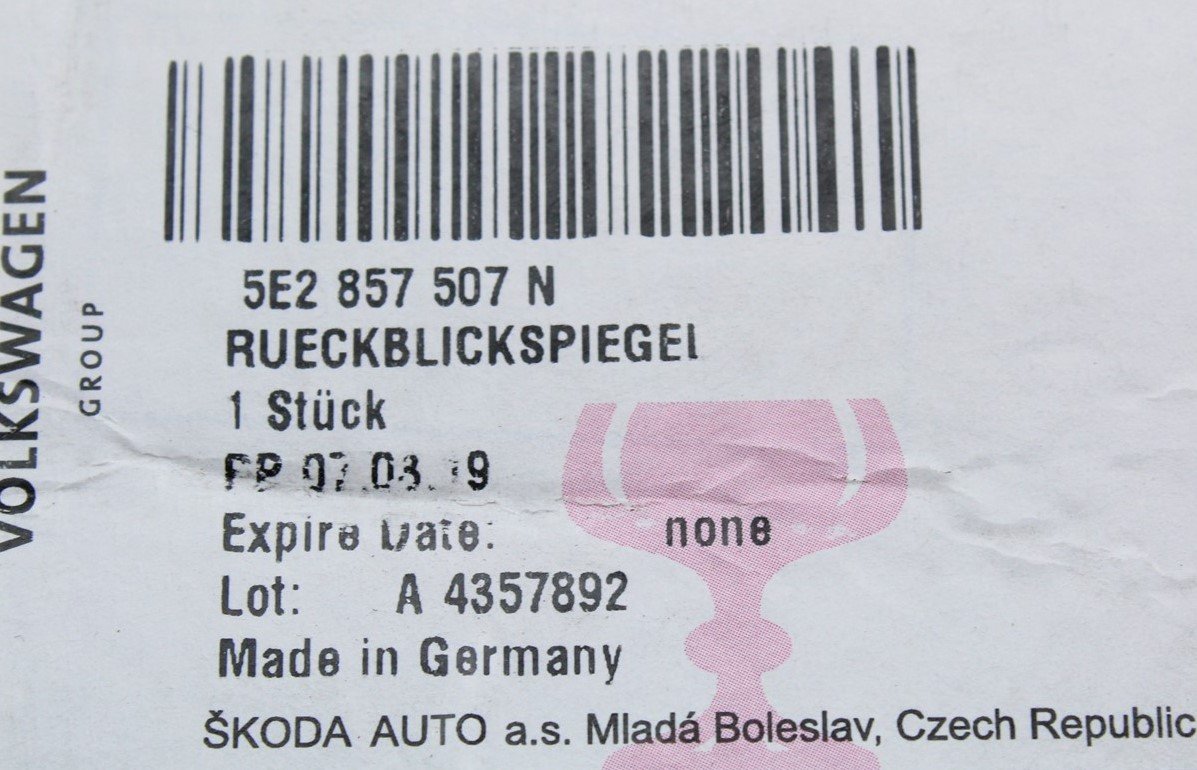 VOLKSWAGEN
GROUP
5E2 857 507 N
RUECKBLICKSPIEGEL
1 Stück
Expire Date: none
Lot: A 4357892
Made in Germany
ŠKODA AUTO a.s. Mladá Boleslav, Czech Republic